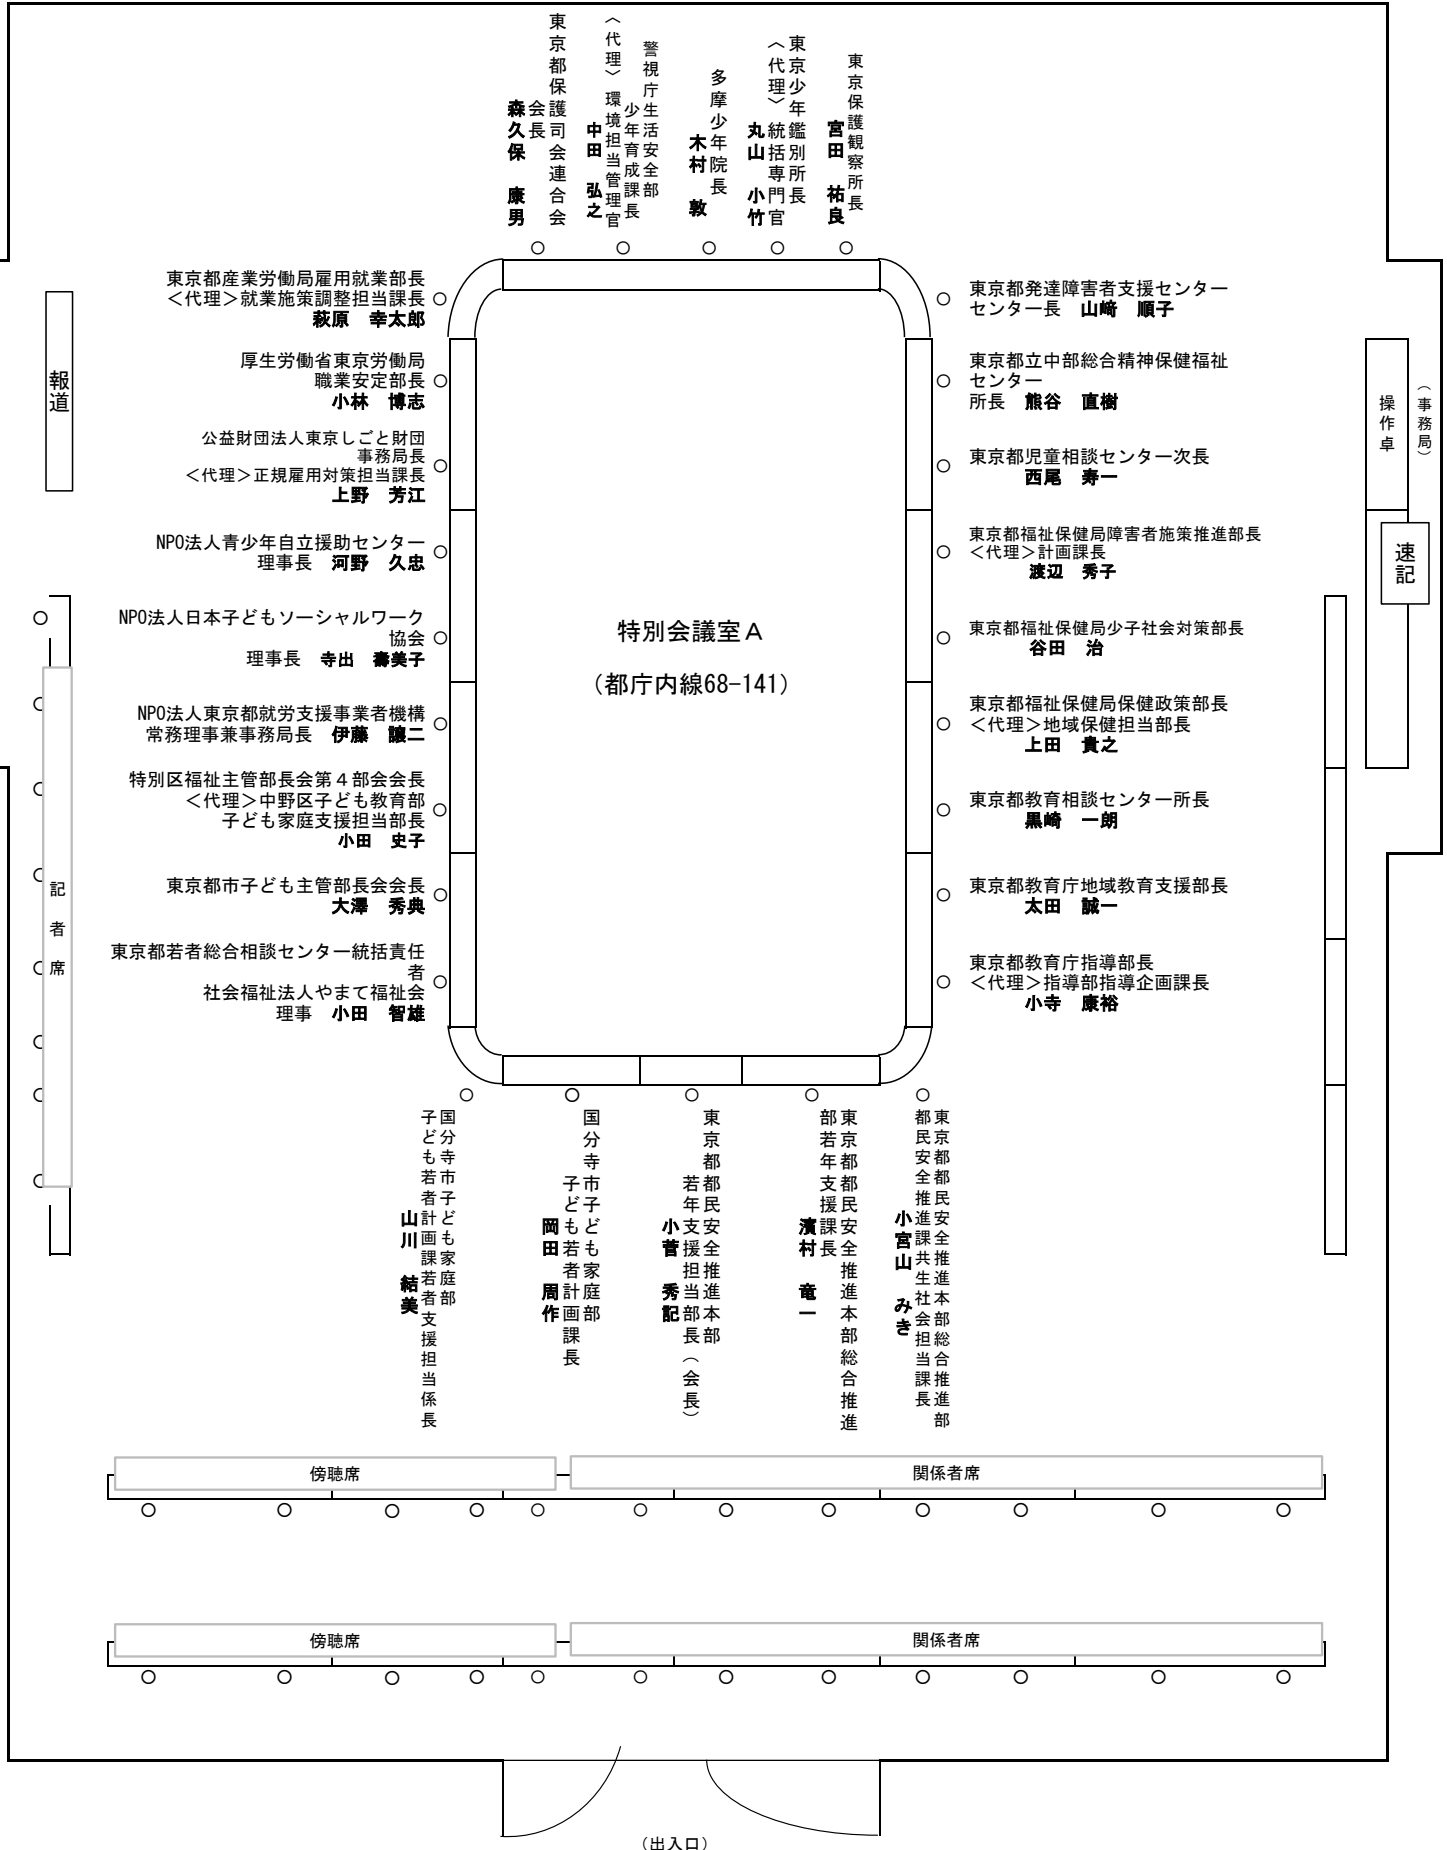 東京都保護司会連合会
会長
森久保 康男
警視庁生活安全部
少年育成課長
〈代理〉環境担当管理官
中田 弘之
多摩少年院長
木村 敦
東京少年鑑別所長
〈代理〉統括専門官
丸山 小竹
東京保護観察所長
宮田 祐良
東京都産業労働局雇用就業部長
＜代理＞就業施策調整担当課長
萩原 幸太郎
厚生労働省東京労働局
職業安定部長
小林 博志
公益財団法人東京しごと財団
事務局長
＜代理＞正規雇用対策担当課長
上野 芳江
NPO法人青少年自立援助センター
理事長 河野 久忠
NPO法人日本子どもソーシャルワーク
協会
理事長 寺出 壽美子
NPO法人東京都就労支援事業者機構
常務理事兼事務局長 伊藤 譲二
特別区福祉主管部長会第４部会会長
＜代理＞中野区子ども教育部
子ども家庭支援担当部長
小田 史子
東京都市子ども主管部長会会長
大澤 秀典
東京都若者総合相談センター統括責任
者
社会福祉法人やまて福祉会
理事 小田 智雄
特別会議室Ａ
（都庁内線68-141）
東京都発達障害者支援センター
センター長 山﨑 順子
東京都立中部総合精神保健福祉
センター
所長 熊谷 直樹
東京都児童相談センター次長
西尾 寿一
東京都福祉保健局障害者施策推進部長
＜代理＞計画課長
渡辺 秀子
東京都福祉保健局少子社会対策部長
谷田 治
東京都福祉保健局保健政策部長
＜代理＞地域保健担当部長
上田 貴之
東京都教育相談センター所長
黒崎 一朗
東京都教育庁地域教育支援部長
太田 誠一
東京都教育庁指導部長
＜代理＞指導部指導企画課長
小寺 康裕
報道
記者席
操作卓
（事務局）
速記
国分寺市子ども家庭部
子ども若者計画課若者支援担当係長
山川 結美
国分寺市子ども家庭部
子ども若者計画課長
岡田 周作
東京都都民安全推進本部
若年支援担当部長（会長）
小菅 秀記
東京都都民安全推進本部総合推進
部若年支援課長
濱村 竜一
東京都都民安全推進本部総合推進部
都民安全推進課共生社会担当課長
小宮山 みき
傍聴席
関係者席
傍聴席
関係者席
（出入口）